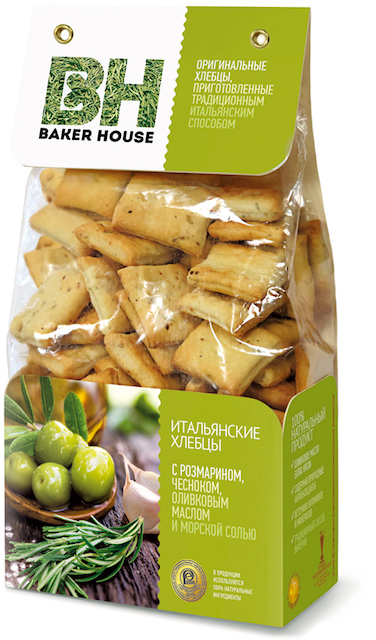 BH
BAKER HOUSE
ОРИГИНАЛЬНЫЕ
ХЛЕБЦЫ,
ПРИГОТОВЛЕННЫЕ
ТРАДИЦИОННЫМ
ИТАЛЬЯНСКИМ
СПОСОБОМ
ИТАЛЬЯНСКИЕ
ХЛЕБЦЫ
С РОЗМАРИНОМ,
ЧЕСНОКОМ,
ОЛИВКОВЫМ
МАСЛОМ
И МОРСКОЙ СОЛЬЮ
В ПРОДУКЦИИ
ИСПОЛЬЗУЮТСЯ
100% НАТУРАЛЬНЫЕ
ИНГРЕДИЕНТЫ
100%
НАТУРАЛЬНЫЙ
ПРОДУКТ